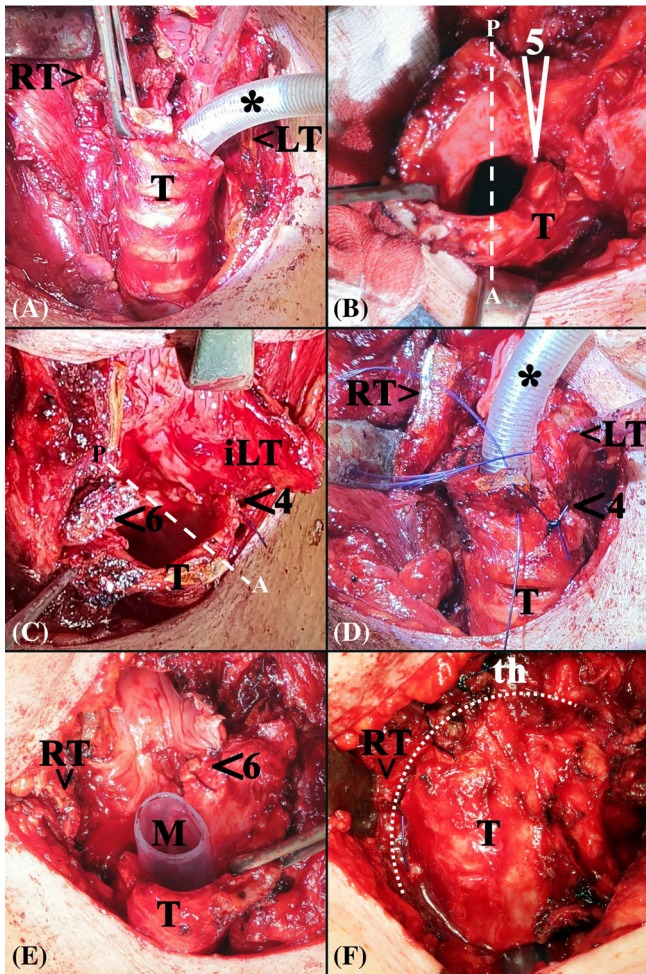 RT>
*
<LT
T
(A)
P
5
T
A
(B)
P
iLT
<4
<6
T
A
(C)
*
RT>
<LT
<4
T
(D)
RT
V
<6
M
T
(E)
th
RT
V
T
(F)